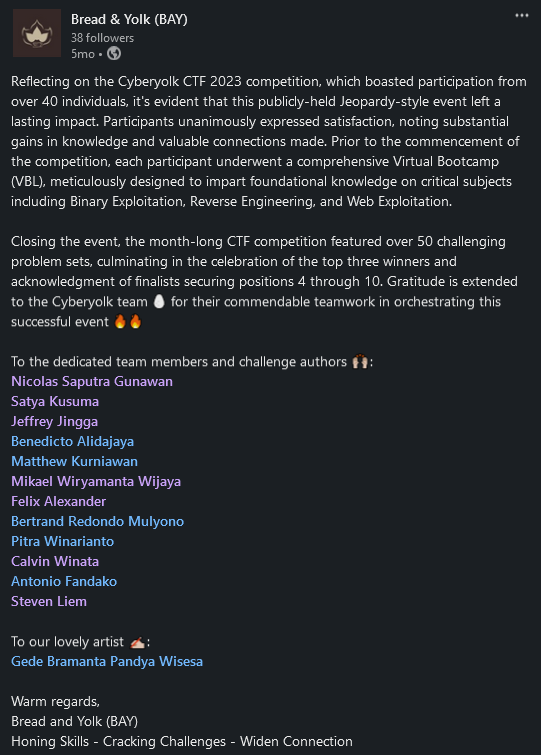 Bread & Yolk (BAY)
38 followers
5mo •
Reflecting on the Cyberyolk CTF 2023 competition, which boasted participation from
over 40 individuals, it's evident that this publicly-held Jeopardy-style event left a
lasting impact. Participants unanimously expressed satisfaction, noting substantial
gains in knowledge and valuable connections made. Prior to the commencement of
the competition, each participant underwent a comprehensive Virtual Bootcamp
(VBL), meticulously designed to impart foundational knowledge on critical subjects
including Binary Exploitation, Reverse Engineering, and Web Exploitation.
Closing the event, the month-long CTF competition featured over 50 challenging
problem sets, culminating in the celebration of the top three winners and
acknowledgment of finalists securing positions 4 through 10. Gratitude is extended
to the Cyberyolk team 🥚 for their commendable teamwork in orchestrating this
successful event 🔥🔥
To the dedicated team members and challenge authors 🙌🏻:
Nicolas Saputra Gunawan
Satya Kusuma
Jeffrey Jingga
Benedicto Alidajaya
Matthew Kurniawan
Mikael Wiryamanta Wijaya
Felix Alexander
Bertrand Redondo Mulyono
Pitra Winarianto
Calvin Winata
Antonio Fandako
Steven Liem
To our lovely artist ✍🏻:
Gede Bramanta Pandya Wisesa
Warm regards,
Bread and Yolk (BAY)
Honing Skills - Cracking Challenges - Widen Connection